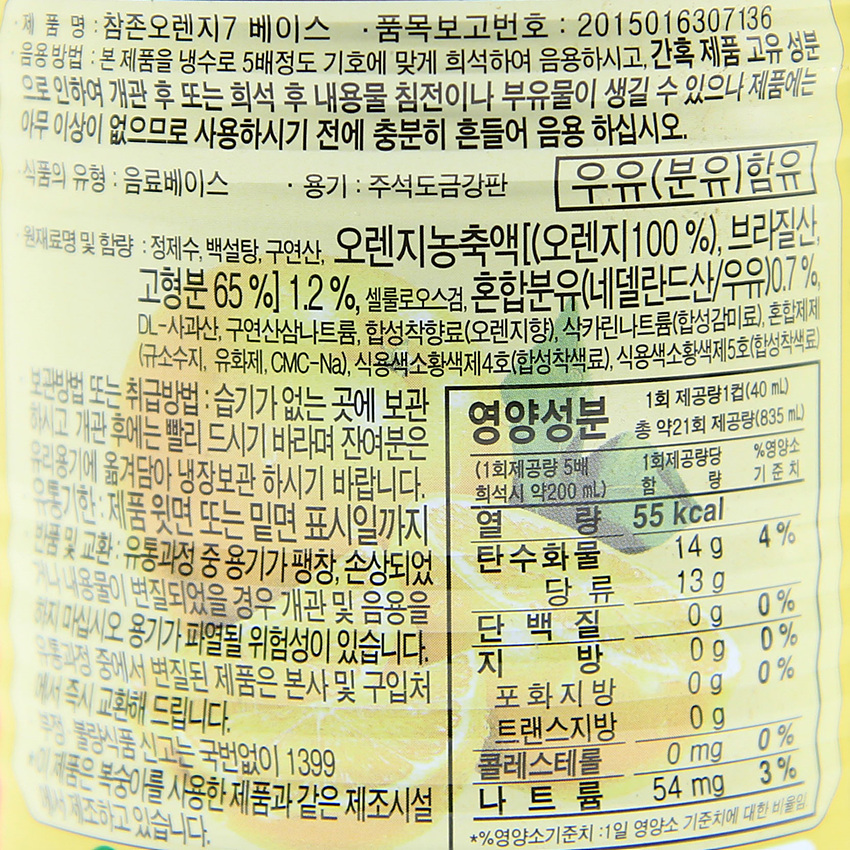 ·제 품 명 : 참존오렌지7 베이스 ·품목보고번호 : 2015016307136
·음용방법 : 본 제품을 냉수로 5배정도 기호에 맞게 희석하여 음용하시고, 간혹 제품 고유 성분
으로 인하여 개관 후 또는 희석 후 내용물 침전이나 부유물이 생길 수 있으나 제품에는
아무 이상이 없으므로 사용하시기 전에 충분히 흔들어 음용 하십시오.
·식품의 유형 : 음료베이스 ·용기 : 주석도금강판 우유(분유)함유
·원재료명 및 함량 : 정제수, 백설탕, 구연산, 오렌지농축액[(오렌지100 %), 브라질산,
고형분 65 %] 1.2 %, 셀룰로오스검, 혼합분유(네델란드산/우유)0.7 %,
DL-사과산, 구연산삼나트륨, 합성착향료(오렌지향), 삭카린나트륨(합성감미료), 혼합제제
(규소수지, 유화제, CMC-Na), 식용색소황색제4호(합성착색료), 식용색소황색제5호(합성착색료)
·보관방법 또는 취급방법 : 습기가 없는 곳에 보관
하시고 개관 후에는 빨리 드시기 바라며 잔여분은
유리용기에 옮겨담아 냉장보관 하시기 바랍니다.
·유통기한 : 제품 윗면 또는 밑면 표시일까지
·반품 및 교환 : 유통과정 중 용기가 팽창, 손상되었
거나 내용물이 변질되었을 경우 개관 및 음용을
하지 마십시오 용기가 파열될 위험성이 있습니다.
유통과정 중에서 변질된 제품은 본사 및 구입처
에서 즉시 교환해 드립니다.
부정·불량식품 신고는 국번없이 1399
*이 제품은 복숭아를 사용한 제품과 같은 제조시설
에서 제조하고 있습니다.
영양성분 1회 제공량1컵(40 mL)
총 약21회 제공량(835 mL)
(1회제공량 5배 1회제공량당 %영양소
희석시 약200 mL) 함 량 기 준 치
열 량 55 kcal
탄수화물 14 g 4 %
당 류 13 g
단 백 질 0 g 0 %
지 방 0 g 0 %
포화지방 0 g 0 %
트랜스지방 0 g
콜레스테롤 0 mg 0 %
나 트 륨 54 mg 3 %
*%영양소기준치 :1일 영양소 기준치에 대한 비율임